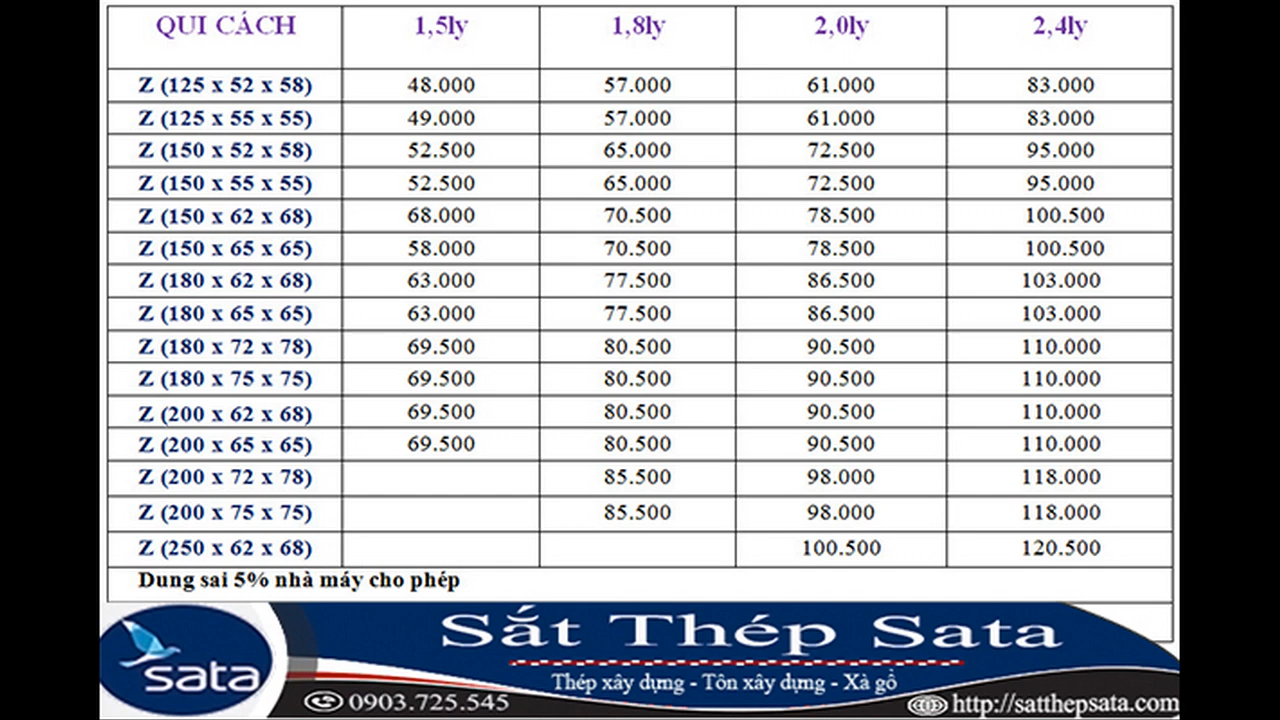 QUI CÁCH 1,5ly 1,8ly 2,0ly 2,4ly
Z (125 x 52 x 58) 48.000 57.000 61.000 83.000
Z (125 x 55 x 55) 49.000 57.000 61.000 83.000
Z (150 x 52 x 58) 52.500 65.000 72.500 95.000
Z (150 x 55 x 55) 52.500 65.000 72.500 95.000
Z (150 x 62 x 68) 68.000 70.500 78.500 100.500
Z (150 x 65 x 65) 58.000 70.500 78.500 100.500
Z (180 x 62 x 68) 63.000 77.500 86.500 103.000
Z (180 x 65 x 65) 63.000 77.500 86.500 103.000
Z (180 x 72 x 78) 69.500 80.500 90.500 110.000
Z (180 x 75 x 75) 69.500 80.500 90.500 110.000
Z (200 x 62 x 68) 69.500 80.500 90.500 110.000
Z (200 x 65 x 65) 69.500 80.500 90.500 110.000
Z (200 x 72 x 78) 85.500 98.000 118.000
Z (200 x 75 x 75) 85.500 98.000 118.000
Z (250 x 62 x 68) 100.500 120.500
Dung sai 5% nhà máy cho phép
sata
Sắt Thép Sata
Thép xây dựng - Tôn xây dựng - Xà gồ
0903.725.545
http://satthepsata.com